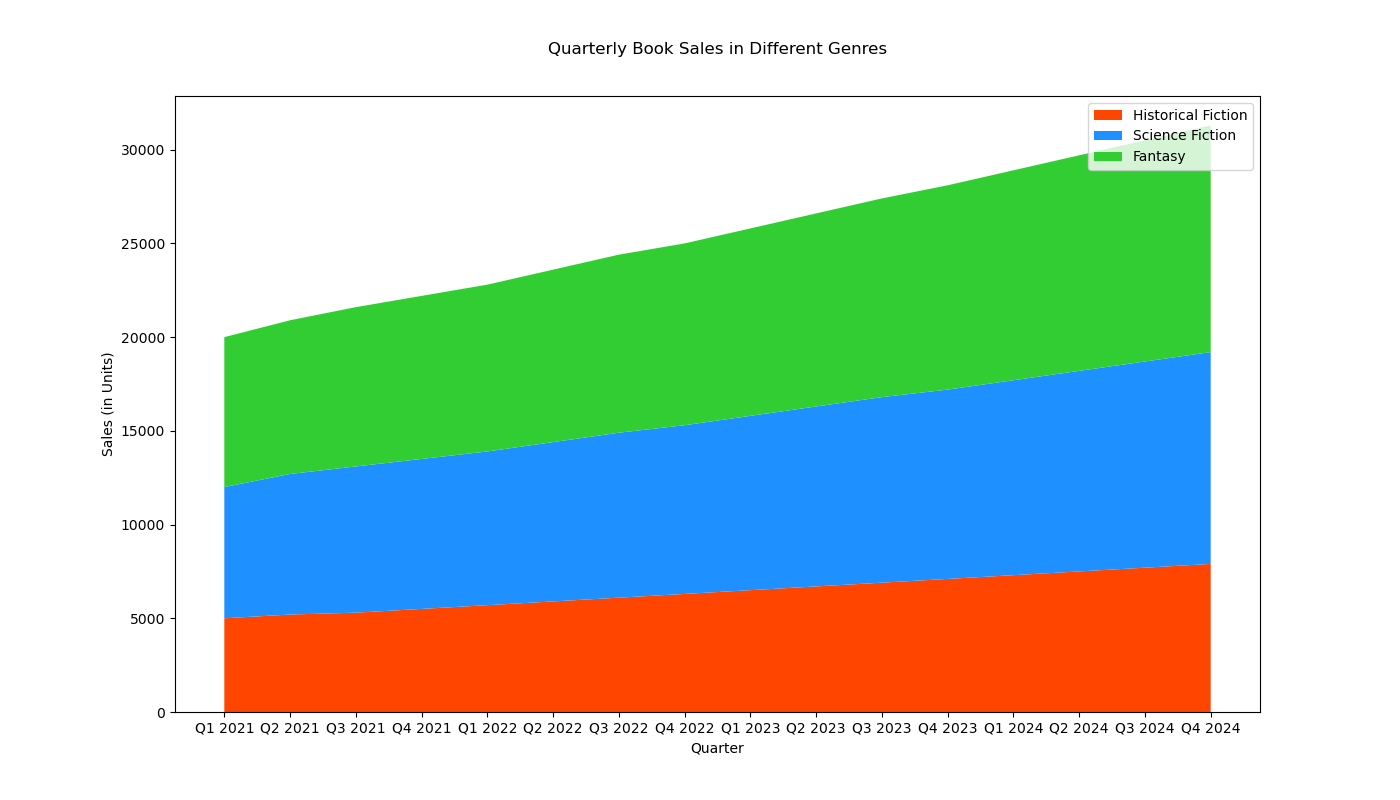 Quarterly Book Sales in Different Genres
Historical Fiction
Science Fiction
Fantasy
30000
25000
20000
15000
10000
5000
0
Sales (in Units)
Q1 2021 Q2 2021 Q3 2021 Q4 2021 Q1 2022 Q2 2022 Q3 2022 Q4 2022 Q1 2023 Q2 2023 Q3 2023 Q4 2023 Q1 2024 Q2 2024 Q3 2024 Q4 2024
Quarter